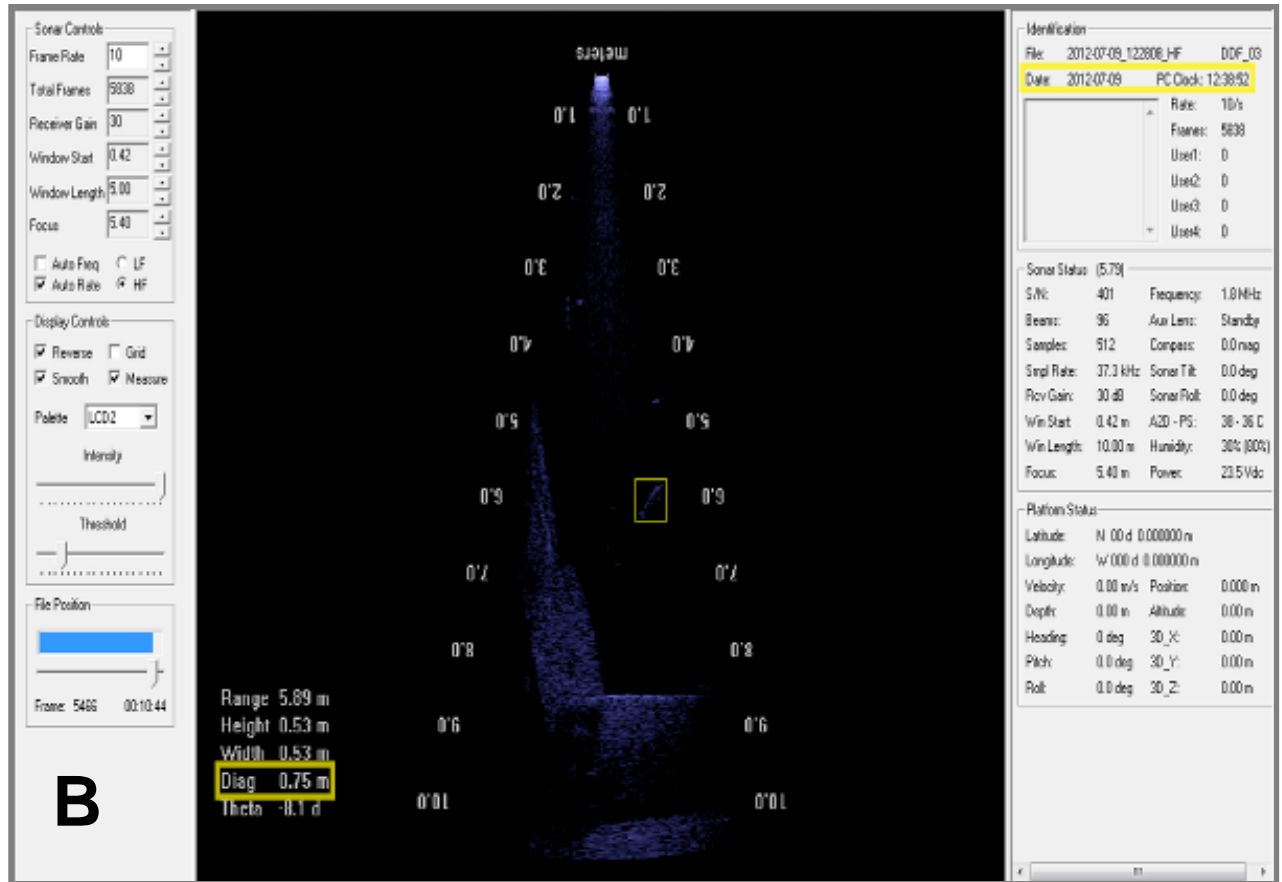 Sonar Controls
Frame Rate 10
Total Frames 5838
Receiver Gain 30
Window Start 0.42
Window Length 5.00
Focus 5.40
Auto Freq LF
Auto Rate HF
Display Controls
Reverse Grid
Smooth Measure
Palette LCD2
Intensity
Threshold
File Position
Frame: 5466 00:10:44
B
meters
1.0 1.0
2.0 2.0
3.0 3.0
4.0 4.0
5.0 5.0
6.0 6.0
7.0 7.0
8.0 8.0
9.0 9.0
10.0 10.0
Range 5.89 m
Height 0.53 m
Width 0.53 m
Diag 0.75 m
Theta -8.1 d
Identification
File: 2012-07-09_122808_HF DDF_03
Date: 2012-07-09 PC Clock: 12:38:52
Rate: 10/s
Frames: 5838
User1: 0
User2: 0
User3: 0
User4: 0
Sonar Status (5.79)
S/N: 401 Frequency: 1.8 MHz
Beams: 96 Aux Lens: Standby
Samples: 512 Compass: 0.0 mag
Smpl Rate: 37.3 kHz Sonar Tilt: 0.0 deg
Rcv Gain: 30 dB Sonar Roll: 0.0 deg
Win Start: 0.42 m A2D - PS: 38 - 36 C
Win Length: 10.00 m Humidity: 30% (80%)
Focus: 5.40 m Power: 23.5 Vdc
Platform Status
Latitude: N 00 d 0.000000 m
Longitude: W 000 d 0.000000 m
Velocity: 0.00 m/s Position: 0.000 m
Depth: 0.00 m Altitude: 0.00 m
Heading: 0 deg 3D_X: 0.00 m
Pitch: 0.0 deg 3D_Y: 0.00 m
Roll: 0.0 deg 3D_Z: 0.00 m